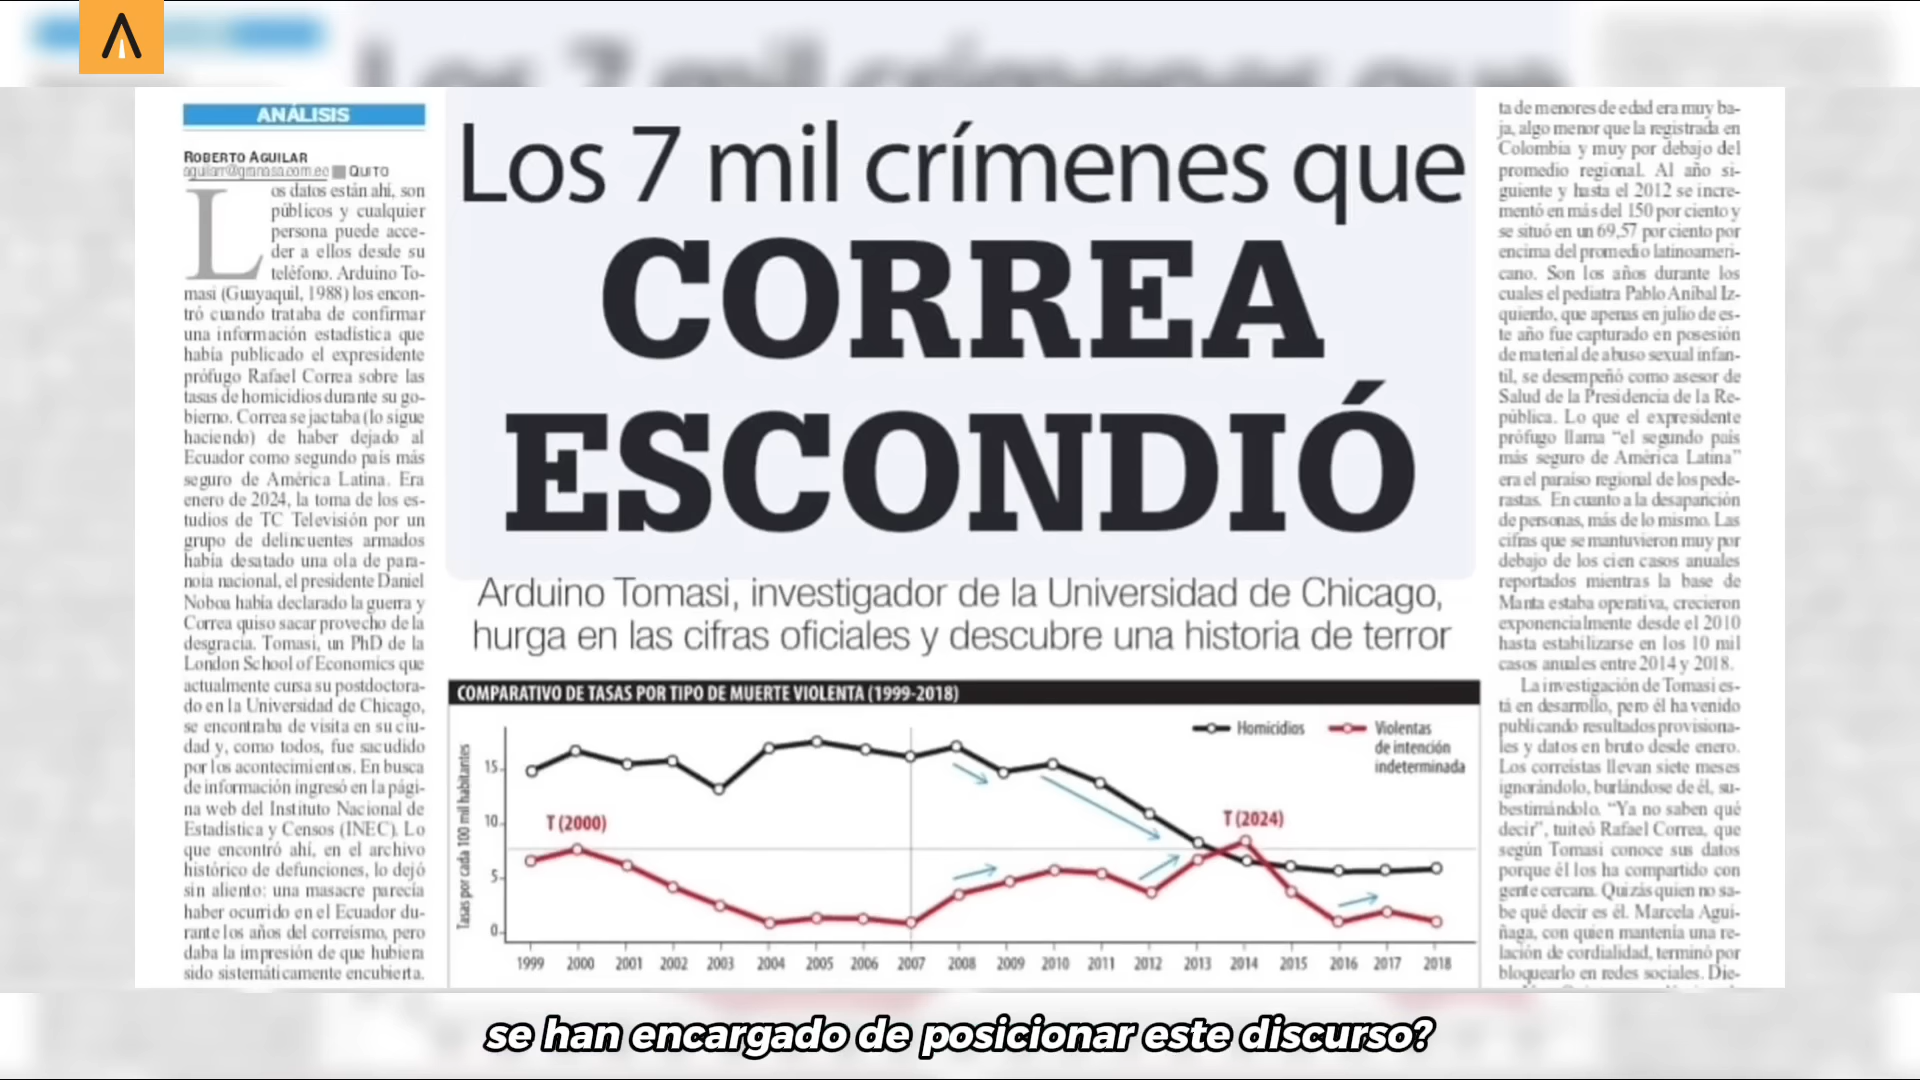 ANÁLISIS
ROBERTO AGUILAR
aguilarr@granasa.com.ec ■ QUITO
Los datos están ahí, son
públicos y cualquier
persona puede acce-
der a ellos desde su
teléfono. Arduino To-
masi (Guayaquil, 1988) los encon-
tró cuando trataba de confirmar
una información estadística que
había publicado el expresidente
prófugo Rafael Correa sobre las
tasas de homicidios durante su go-
bierno. Correa se jactaba (lo sigue
haciendo) de haber dejado al
Ecuador como segundo país más
seguro de América Latina. Era
enero de 2024, la toma de los es-
tudios de TC Televisión por un
grupo de delincuentes armados
había desatado una ola de para-
noia nacional, el presidente Daniel
Noboa había declarado la guerra y
Correa quiso sacar provecho de la
desgracia. Tomasi, un PhD de la
London School of Economics que
actualmente cursa su postdoctora-
do en la Universidad de Chicago,
se encontraba de visita en su ciu-
dad y, como todos, fue sacudido
por los acontecimientos. En busca
de información ingresó en la pági-
na web del Instituto Nacional de
Estadística y Censos (INEC). Lo
que encontró ahí, en el archivo
histórico de defunciones, lo dejó
sin aliento: una masacre parecía
haber ocurrido en el Ecuador du-
rante los años del correísmo, pero
daba la impresión de que hubiera
sido sistemáticamente encubierta.
Los 7 mil crímenes que
CORREA
ESCONDIÓ
Arduino Tomasi, investigador de la Universidad de Chicago,
hurga en las cifras oficiales y descubre una historia de terror
COMPARATIVO DE TASAS POR TIPO DE MUERTE VIOLENTA (1999-2018)
Homicidios
Violentas
de intención
indeterminada
Tasas por cada 100 mil habitantes
15
10
5
0
T (2000)
T (2024)
1999 2000 2001 2002 2003 2004 2005 2006 2007 2008 2009 2010 2011 2012 2013 2014 2015 2016 2017 2018
ta de menores de edad era muy ba-
ja, algo menor que la registrada en
Colombia y muy por debajo del
promedio regional. Al año si-
guiente y hasta el 2012 se incre-
mentó en más del 150 por ciento y
se situó en un 69,57 por ciento por
encima del promedio latinoameri-
cano. Son los años durante los
cuales el pediatra Pablo Aníbal Iz-
quierdo, que apenas en julio de es-
te año fue capturado en posesión
de material de abuso sexual infan-
til, se desempeñó como asesor de
Salud de la Presidencia de la Re-
pública. Lo que el expresidente
prófugo llama “el segundo país
más seguro de América Latina”
era el paraíso regional de los pede-
rastas. En cuanto a la desaparición
de personas, más de lo mismo. Las
cifras que se mantuvieron muy por
debajo de los cien casos anuales
reportados mientras la base de
Manta estaba operativa, crecieron
exponencialmente desde el 2010
hasta estabilizarse en los 10 mil
casos anuales entre 2014 y 2018.
La investigación de Tomasi es-
tá en desarrollo, pero él ha venido
publicando resultados provisiona-
les y datos en bruto desde enero.
Los correístas llevan siete meses
ignorándolo, burlándose de él, su-
bestimándolo. “Ya no saben qué
decir”, tuiteó Rafael Correa, que
según Tomasi conoce sus datos
porque él los ha compartido con
gente cercana. Quizás quien no sa-
be qué decir es él. Marcela Agui-
ñaga, con quien mantenía una re-
lación de cordialidad, terminó por
bloquearlo en redes sociales. Die-
se han encargado de posicionar este discurso?